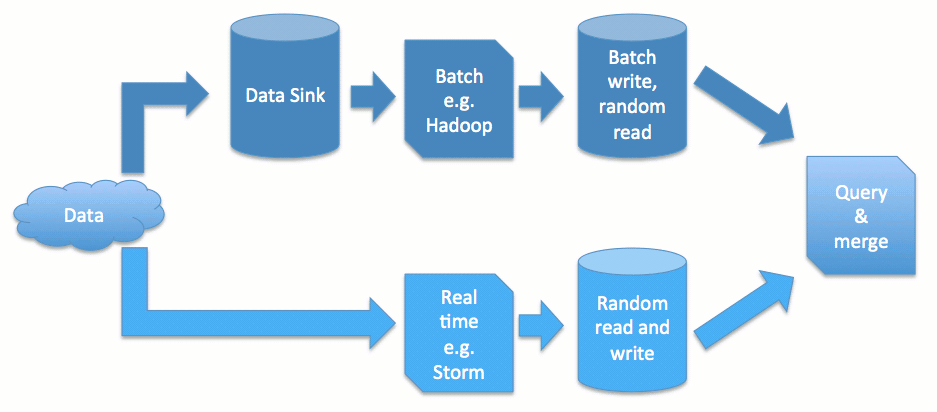 Data
Data Sink
Batch
e.g.
Hadoop
Batch
write,
random
read
Real
time
e.g.
Storm
Random
read and
write
Query
&
merge